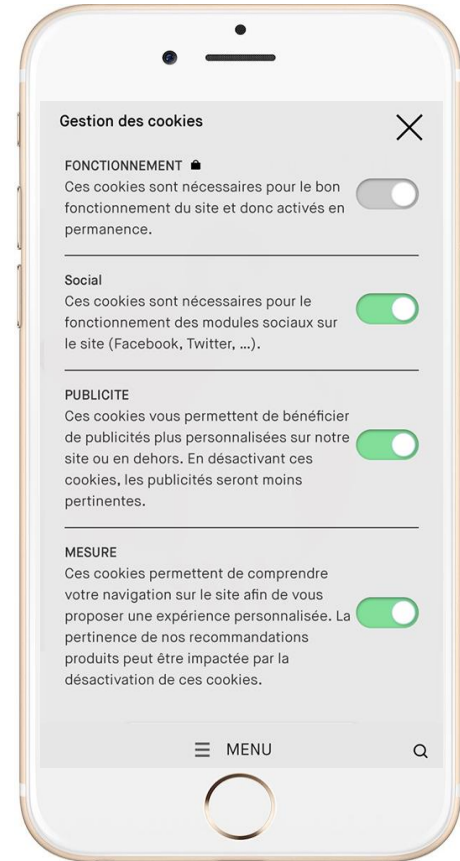 Gestion des cookies
FONCTIONNEMENT
Ces cookies sont nécessaires pour le bon
fonctionnement du site et donc activés en
permanence.
Social
Ces cookies sont nécessaires pour le
fonctionnement des modules sociaux sur
le site (Facebook, Twitter, ...).
PUBLICITE
Ces cookies vous permettent de bénéficier
de publicités plus personnalisées sur notre
site ou en dehors. En désactivant ces
cookies, les publicités seront moins
pertinentes.
MESURE
Ces cookies permettent de comprendre
votre navigation sur le site afin de vous
proposer une expérience personnalisée. La
pertinence de nos recommandations
produits peut être impactée par la
désactivation de ces cookies.
MENU